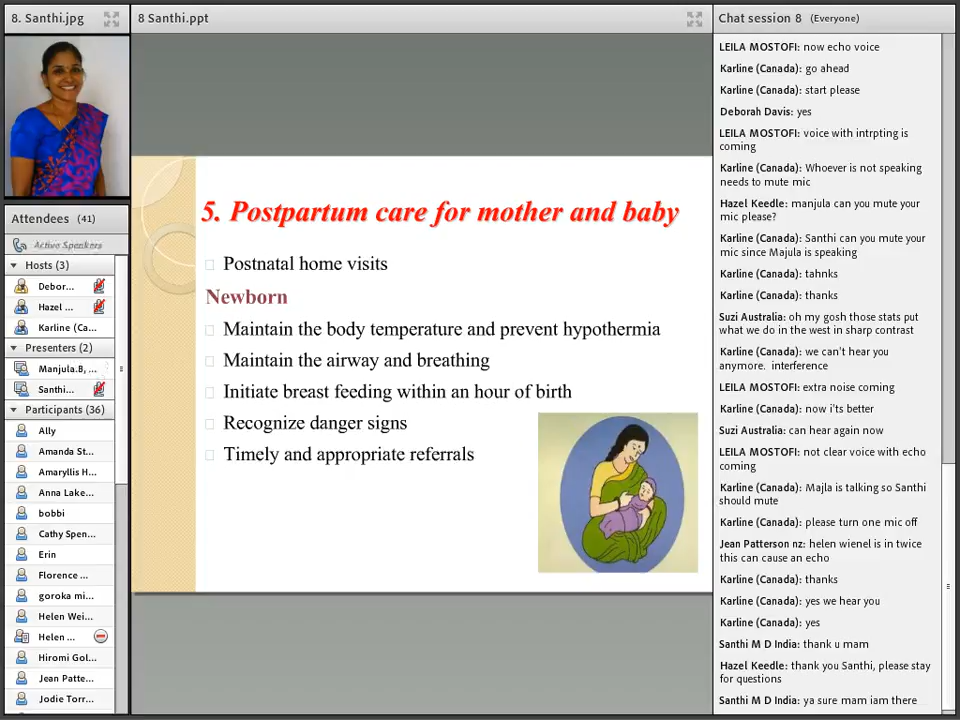 8. Santhi.jpg
Attendees (41)
Active Speakers
Hosts (3)
Debor...
Hazel ...
Karline (Ca...
Presenters (2)
Manjula.B, ...
Santhi...
Participants (36)
Ally
Amanda St...
Amaryllis H...
Anna Lake...
bobbi
Cathy Spen...
Erin
Florence ...
goroka mi...
Helen Wei...
Helen ...
Hiromi Gol...
Jean Patte...
Jodie Torr...
8 Santhi.ppt
5. Postpartum care for mother and baby
Postnatal home visits
Newborn
Maintain the body temperature and prevent hypothermia
Maintain the airway and breathing
Initiate breast feeding within an hour of birth
Recognize danger signs
Timely and appropriate referrals
Chat session 8 (Everyone)
LEILA MOSTOFI: now echo voice
Karline (Canada): go ahead
Karline (Canada): start please
Deborah Davis: yes
LEILA MOSTOFI: voice with intrpting is
coming
Karline (Canada): Whoever is not speaking
needs to mute mic
Hazel Keedle: manjula can you mute your
mic please?
Karline (Canada): Santhi can you mute your
mic since Majula is speaking
Karline (Canada): tahnks
Karline (Canada): thanks
Suzi Australia: oh my gosh those stats put
what we do in the west in sharp contrast
Karline (Canada): we can't hear you
anymore. interference
LEILA MOSTOFI: extra noise coming
Karline (Canada): now i'ts better
Suzi Australia: can hear again now
LEILA MOSTOFI: not clear voice with echo
coming
Karline (Canada): Majla is talking so Santhi
should mute
Karline (Canada): please turn one mic off
Jean Patterson nz: helen wienel is in twice
this can cause an echo
Karline (Canada): thanks
Karline (Canada): yes we hear you
Karline (Canada): yes
Santhi M D India: thank u mam
Hazel Keedle: thank you Santhi, please stay
for questions
Santhi M D India: ya sure mam iam there